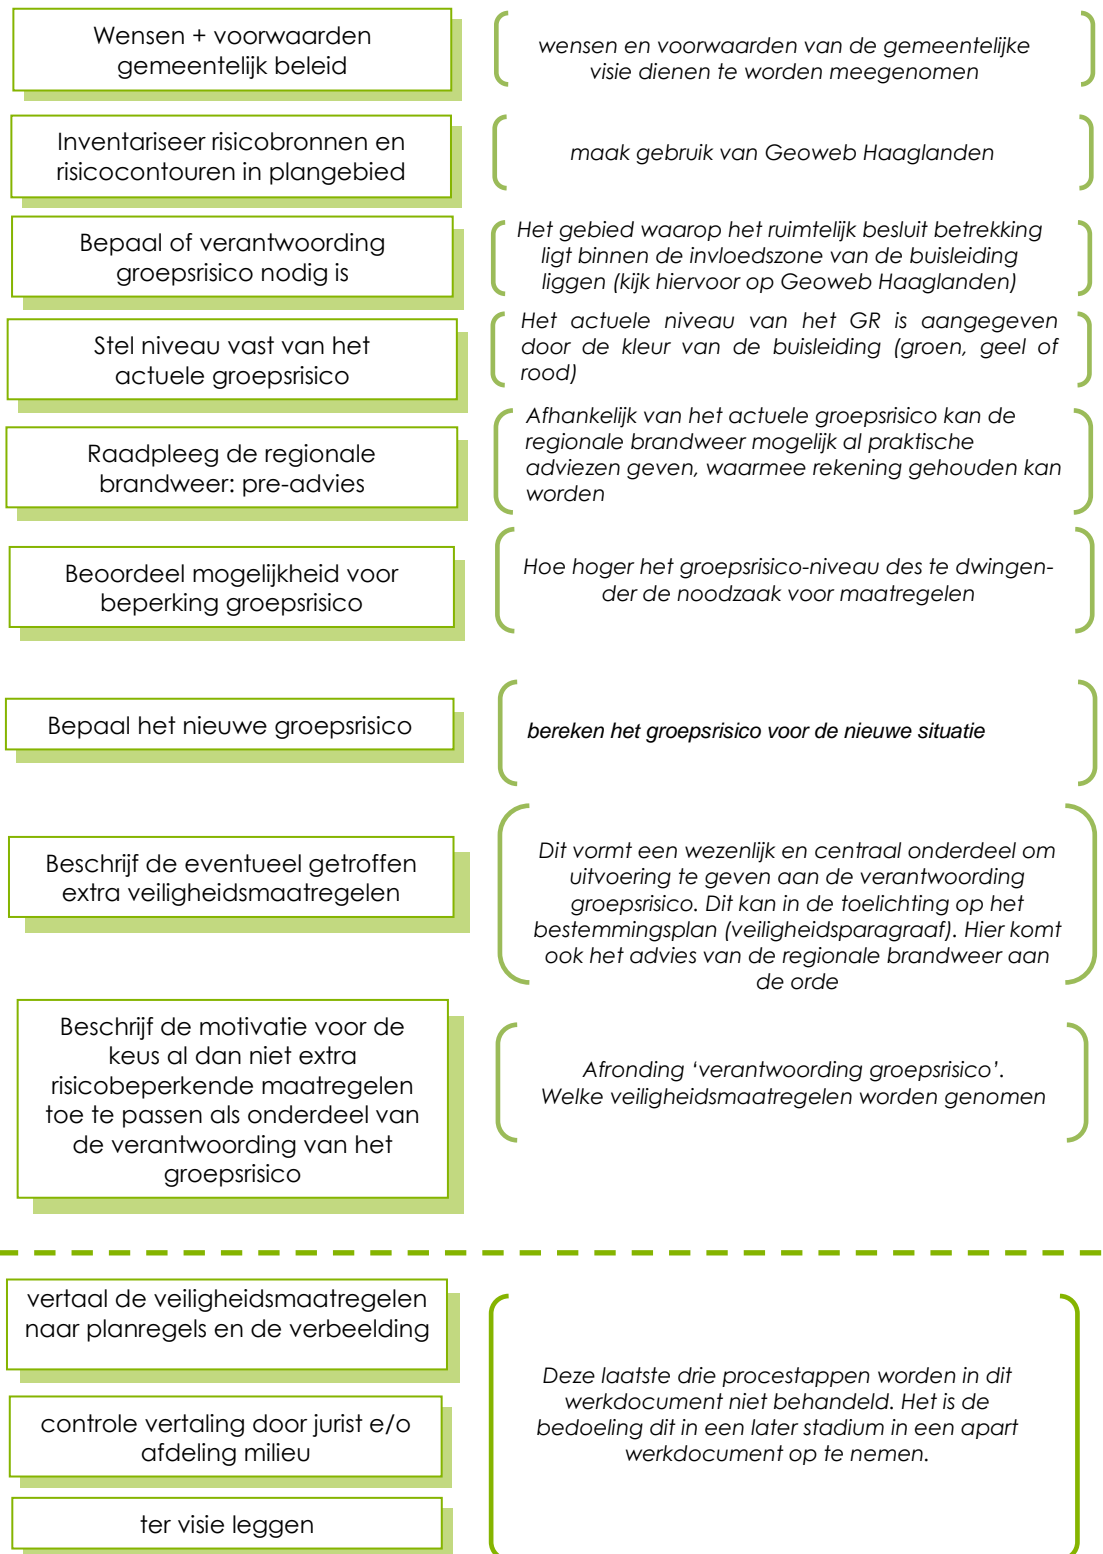 Wensen + voorwaarden
gemeentelijk beleid
wensen en voorwaarden van de gemeentelijke
visie dienen te worden meegenomen
Inventariseer risicobronnen en
risicocontouren in plangebied
maak gebruik van Geoweb Haaglanden
Bepaal of verantwoording
groepsrisico nodig is
Het gebied waarop het ruimtelijk besluit betrekking
ligt binnen de invloedszone van de buisleiding
liggen (kijk hiervoor op Geoweb Haaglanden)
Stel niveau vast van het
actuele groepsrisico
Het actuele niveau van het GR is aangegeven
door de kleur van de buisleiding (groen, geel of
rood)
Raadpleeg de regionale
brandweer: pre-advies
Afhankelijk van het actuele groepsrisico kan de
regionale brandweer mogelijk al praktische
adviezen geven, waarmee rekening gehouden kan
worden
Beoordeel mogelijkheid voor
beperking groepsrisico
Hoe hoger het groepsrisico-niveau des te dwingen-
der de noodzaak voor maatregelen
Bepaal het nieuwe groepsrisico
bereken het groepsrisico voor de nieuwe situatie
Beschrijf de eventueel getroffen
extra veiligheidsmaatregelen
Dit vormt een wezenlijk en centraal onderdeel om
uitvoering te geven aan de verantwoording
groepsrisico. Dit kan in de toelichting op het
bestemmingsplan (veiligheidsparagraaf). Hier komt
ook het advies van de regionale brandweer aan
de orde
Beschrijf de motivatie voor de
keus al dan niet extra
risicobeperkende maatregelen
toe te passen als onderdeel van
de verantwoording van het
groepsrisico
Afronding ‘verantwoording groepsrisico’.
Welke veiligheidsmaatregelen worden genomen
vertaal de veiligheidsmaatregelen
naar planregels en de verbeelding
controle vertaling door jurist e/o
afdeling milieu
ter visie leggen
Deze laatste drie procestappen worden in dit
werkdocument niet behandeld. Het is de
bedoeling dit in een later stadium in een apart
werkdocument op te nemen.